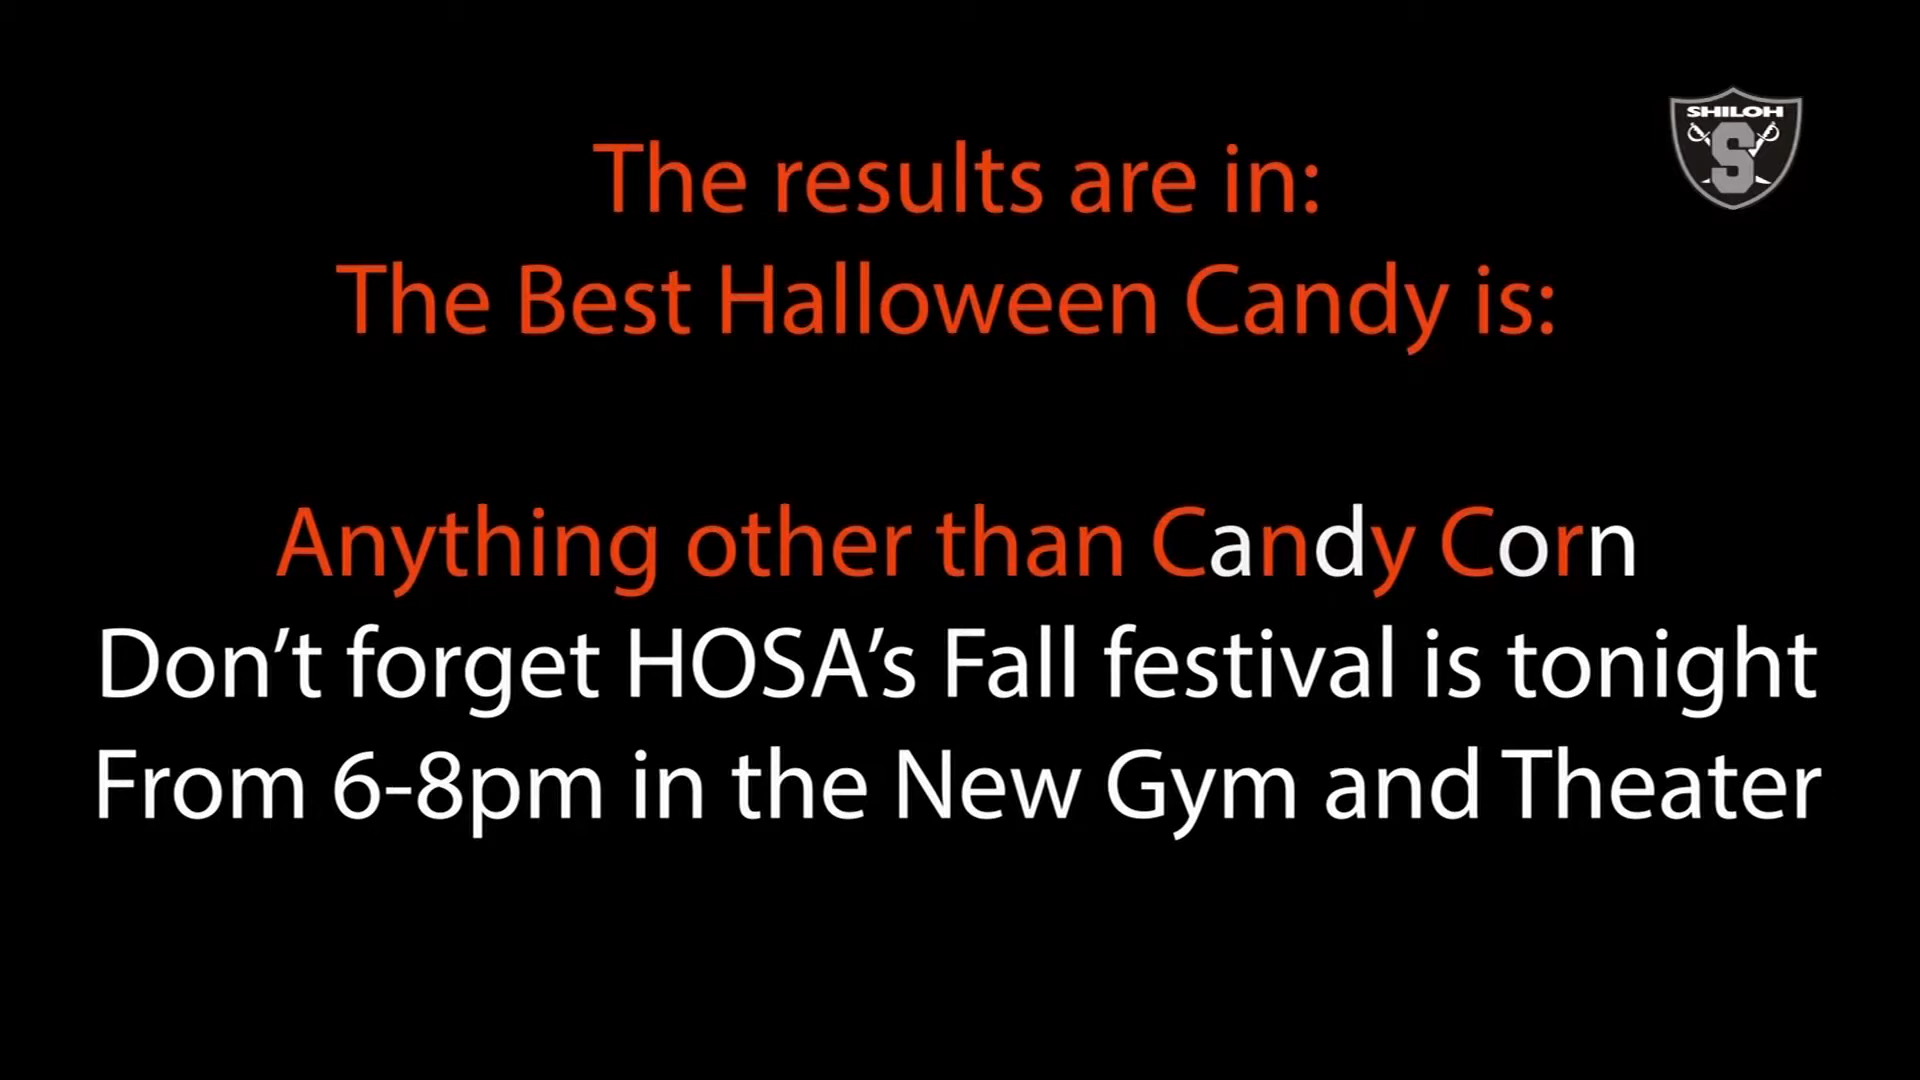 SHILOH
S
The results are in:
The Best Halloween Candy is:
Anything other than Candy Corn
Don’t forget HOSA’s Fall festival is tonight
From 6-8pm in the New Gym and Theater